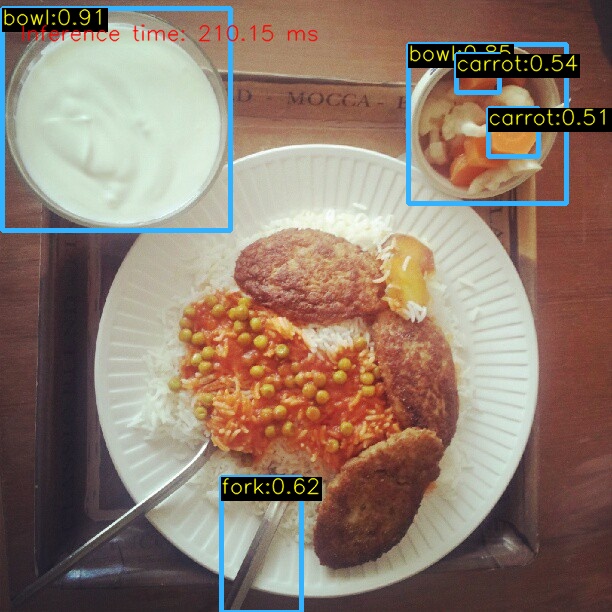 bowl:0.91
Inference time: 210.15 ms
bowl:0.85
carrot:0.54
D - MOCCA -
carrot:0.51
fork:0.62